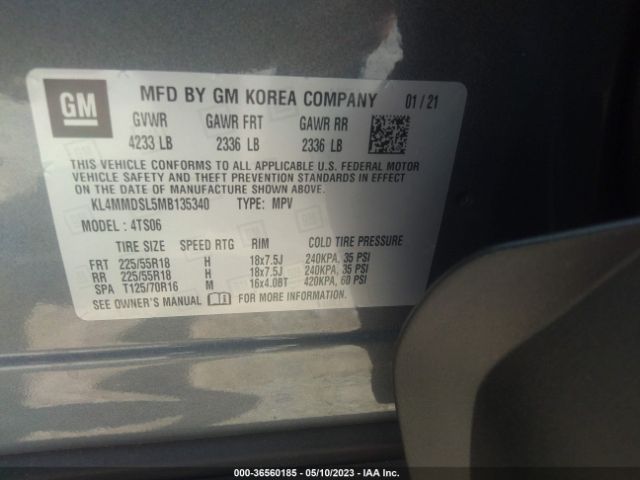 GM
MFD BY GM KOREA COMPANY 01 / 21
GVWR GAWR FRT GAWR RR
4233 LB 2336 LB 2336 LB
THIS VEHICLE CONFORMS TO ALL APPLICABLE U.S. FEDERAL MOTOR
VEHICLE SAFETY AND THEFT PREVENTION STANDARDS IN EFFECT
ON THE DATE OF MANUFACTURE SHOWN ABOVE.
KL4MMDSL5MB135340 TYPE: MPV
MODEL : 4TS06
TIRE SIZE SPEED RTG RIM COLD TIRE PRESSURE
FRT 225/55R18 H 18x7.5J 240KPA, 35 PSI
RR 225/55R18 H 18x7.5J 240KPA, 35 PSI
SPA T125/70R16 M 16x4.0BT 420KPA, 60 PSI
SEE OWNER'S MANUAL FOR MORE INFORMATION.
000-36560185 - 05/10/2023 - IAA Inc.